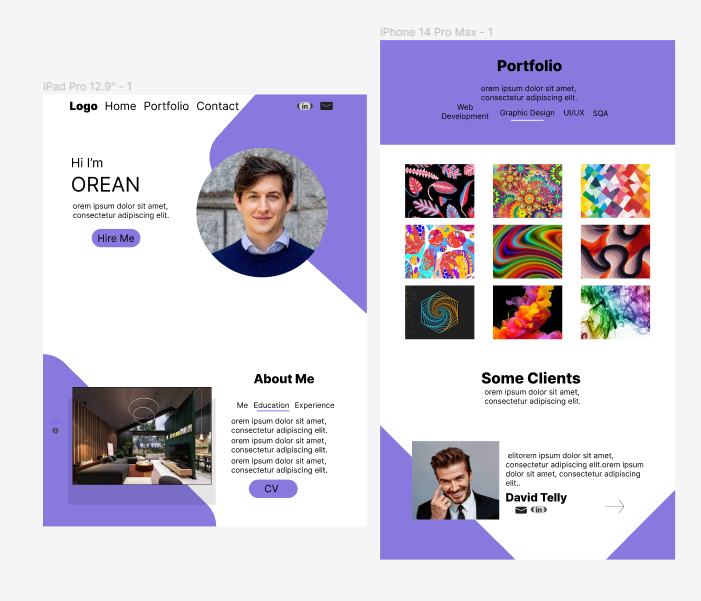 iPad Pro 12.9" - 1
Logo Home Portfolio Contact
in
Hi I'm
OREAN
orem ipsum dolor sit amet,
consectetur adipiscing elit.
Hire Me
About Me
Me Education Experience
orem ipsum dolor sit amet,
consectetur adipiscing elit.
orem ipsum dolor sit amet,
consectetur adipiscing elit.
orem ipsum dolor sit amet,
consectetur adipiscing elit.
CV
iPhone 14 Pro Max - 1
Portfolio
orem ipsum dolor sit amet,
consectetur adipiscing elit.
Web
Development
Graphic Design UI/UX SQA
Some Clients
orem ipsum dolor sit amet,
consectetur adipiscing elit.
elitorem ipsum dolor sit amet,
consectetur adipiscing elit.orem ipsum
dolor sit amet, consectetur adipiscing
elit..
David Telly
in